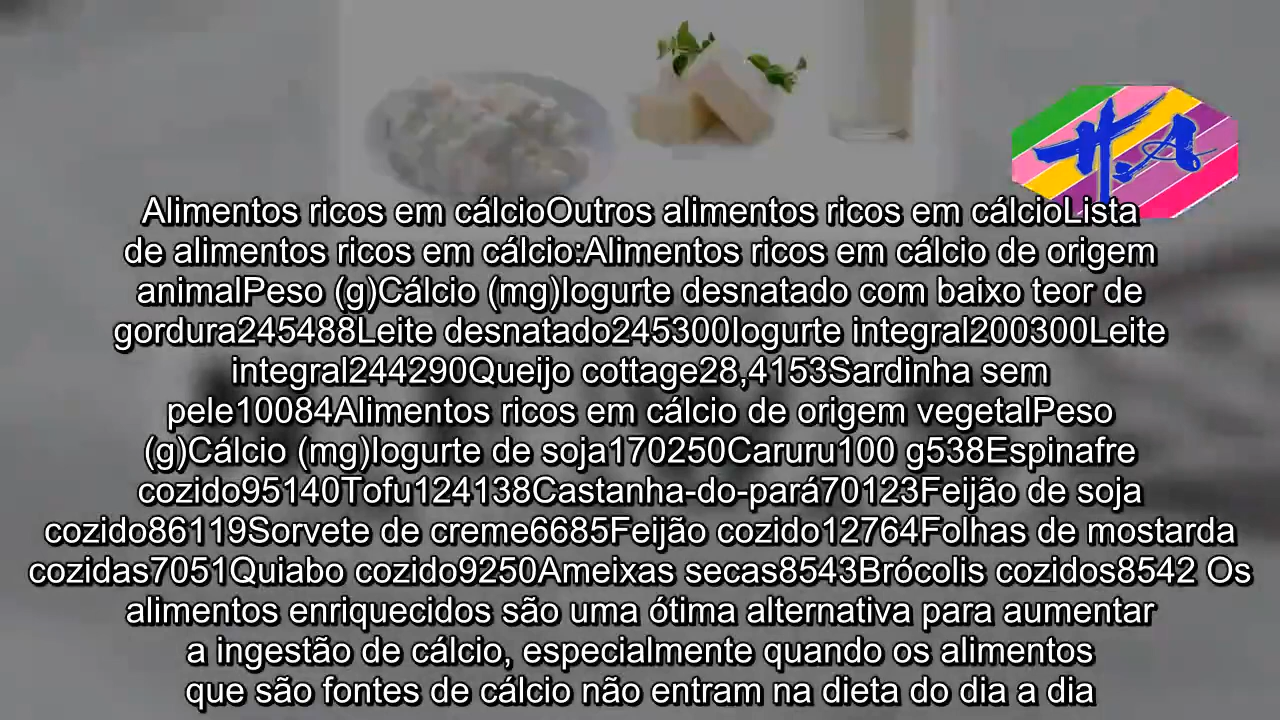 H.A
Alimentos ricos em cálcioOutros alimentos ricos em cálcioLista
de alimentos ricos em cálcio:Alimentos ricos em cálcio de origem
animalPeso (g)Cálcio (mg)Iogurte desnatado com baixo teor de
gordura245488Leite desnatado245300Iogurte integral200300Leite
integral244290Queijo cottage28,4153Sardinha sem
pele10084Alimentos ricos em cálcio de origem vegetalPeso
(g)Cálcio (mg)Iogurte de soja170250Caruru100 g538Espinafre
cozido95140Tofu124138Castanha-do-pará70123Feijão de soja
cozido86119Sorvete de creme6685Feijão cozido12764Folhas de mostarda
cozidas7051Quiabo cozido9250Ameixas secas8543Brócolis cozidos8542 Os
alimentos enriquecidos são uma ótima alternativa para aumentar
a ingestão de cálcio, especialmente quando os alimentos
que são fontes de cálcio não entram na dieta do dia a dia